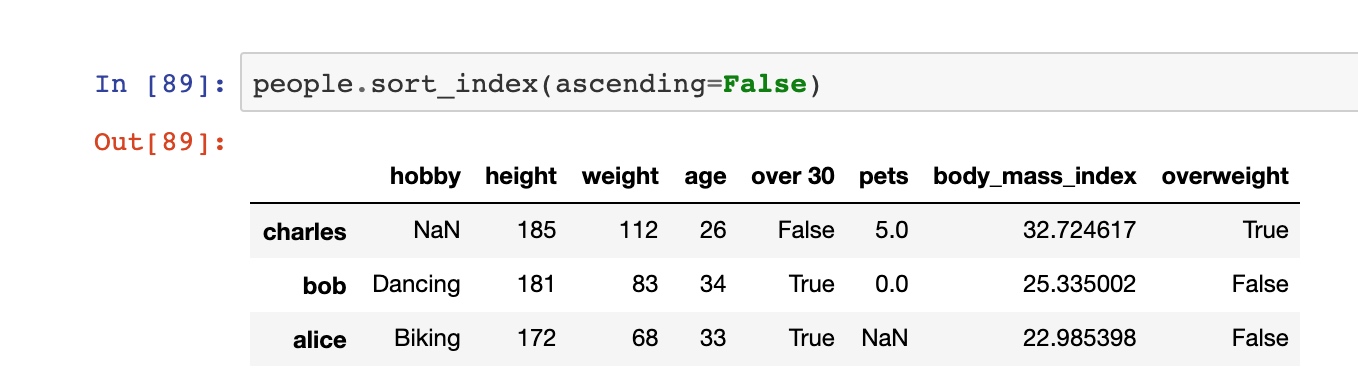 In [89]: people.sort_index(ascending=False)
Out[89]:
hobby height weight age over 30 pets body_mass_index overweight
charles NaN 185 112 26 False 5.0 32.724617 True
bob Dancing 181 83 34 True 0.0 25.335002 False
alice Biking 172 68 33 True NaN 22.985398 False